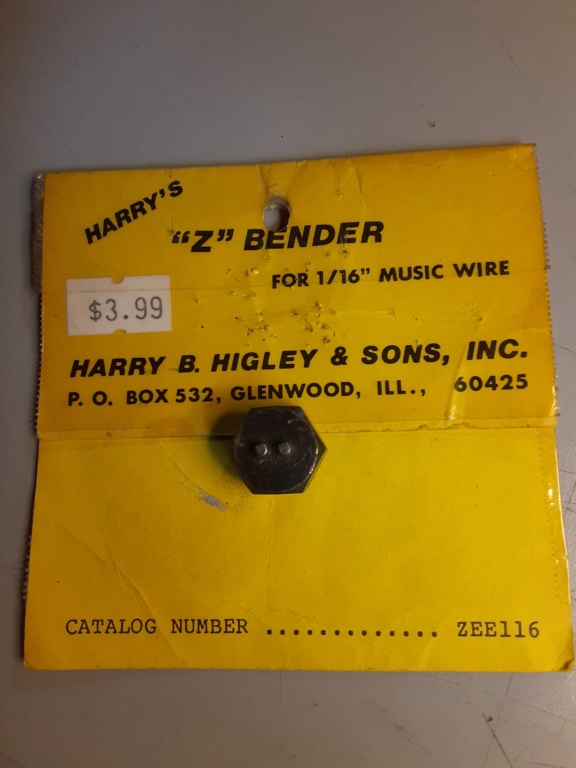 HARRY'S
"Z" BENDER
FOR 1/16" MUSIC WIRE
$3.99
HARRY B. HIGLEY & SONS, INC.
P. O. BOX 532, GLENWOOD, ILL., 60425
CATALOG NUMBER ............. ZEE116